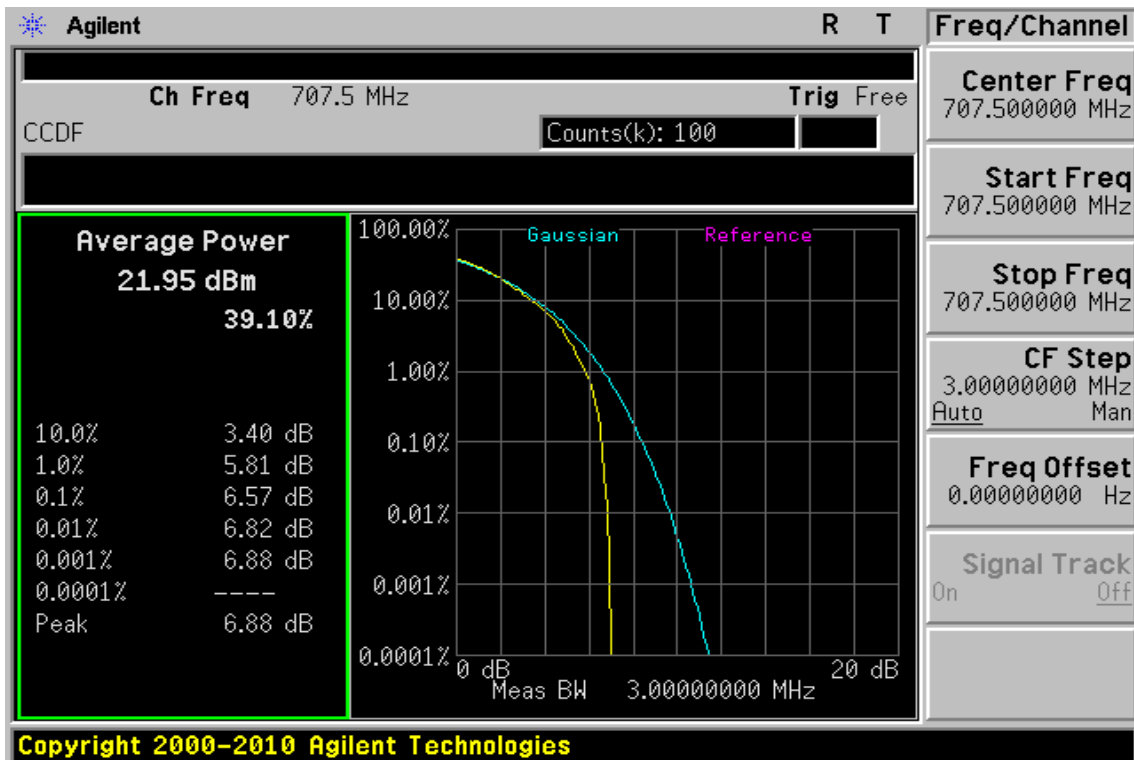 Agilent R T
Ch Freq 707.5 MHz Trig Free
CCDF Counts(k): 100
Average Power
21.95 dBm
39.10%
10.0% 3.40 dB
1.0% 5.81 dB
0.1% 6.57 dB
0.01% 6.82 dB
0.001% 6.88 dB
0.0001% ----
Peak 6.88 dB
Gaussian Reference
100.00%
10.00%
1.00%
0.10%
0.01%
0.001%
0.0001%
0 dB 20 dB
Meas BW 3.00000000 MHz
Freq/Channel
Center Freq
707.500000 MHz
Start Freq
707.500000 MHz
Stop Freq
707.500000 MHz
CF Step
3.00000000 MHz
Auto Man
Freq Offset
0.00000000 Hz
Signal Track
On Off
Copyright 2000-2010 Agilent Technologies